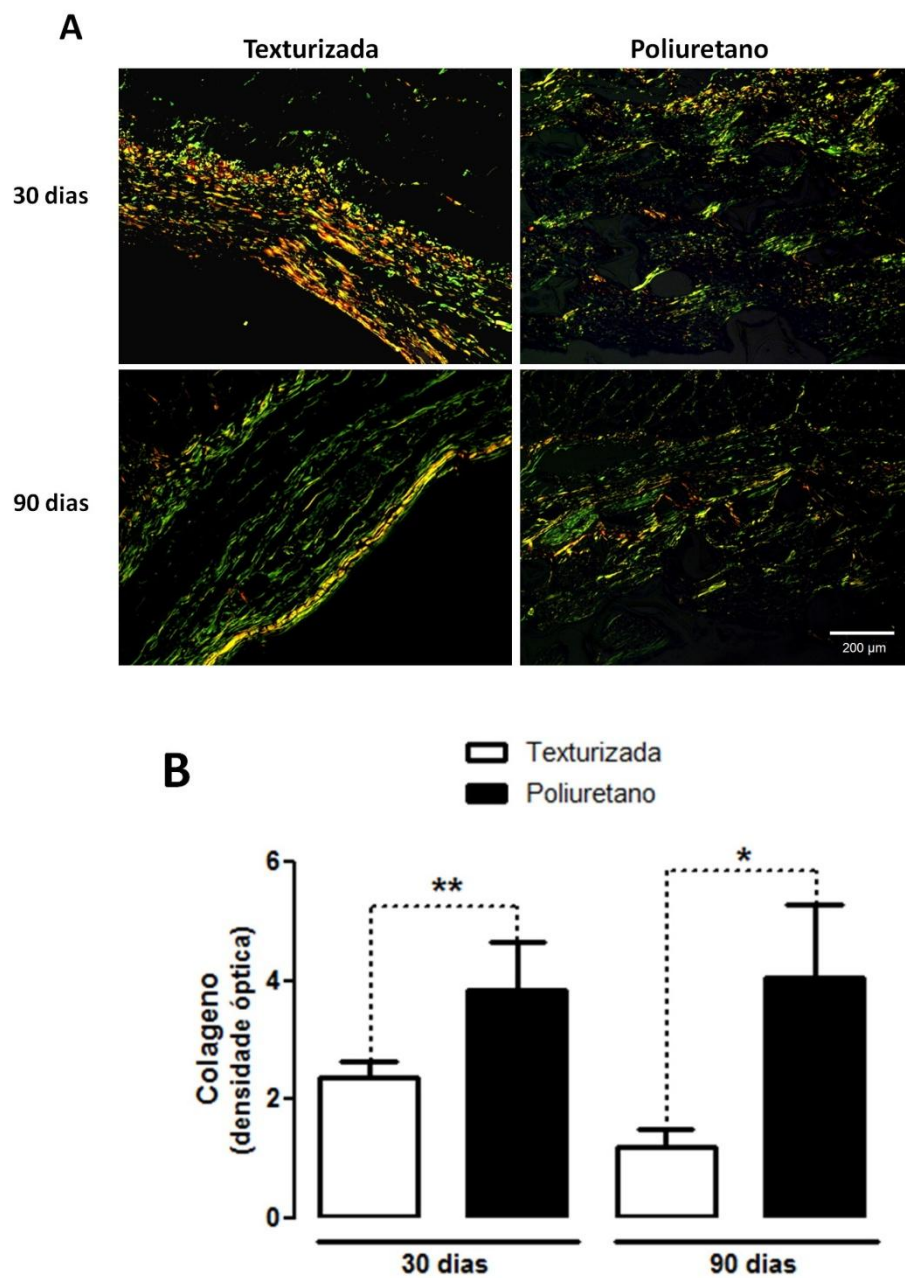 A
Texturizada Poliuretano
30 dias
90 dias
200 µm
B
Texturizada
Poliuretano
6
**
*
4
2
0
Colageno
(densidade óptica)
30 dias 90 dias